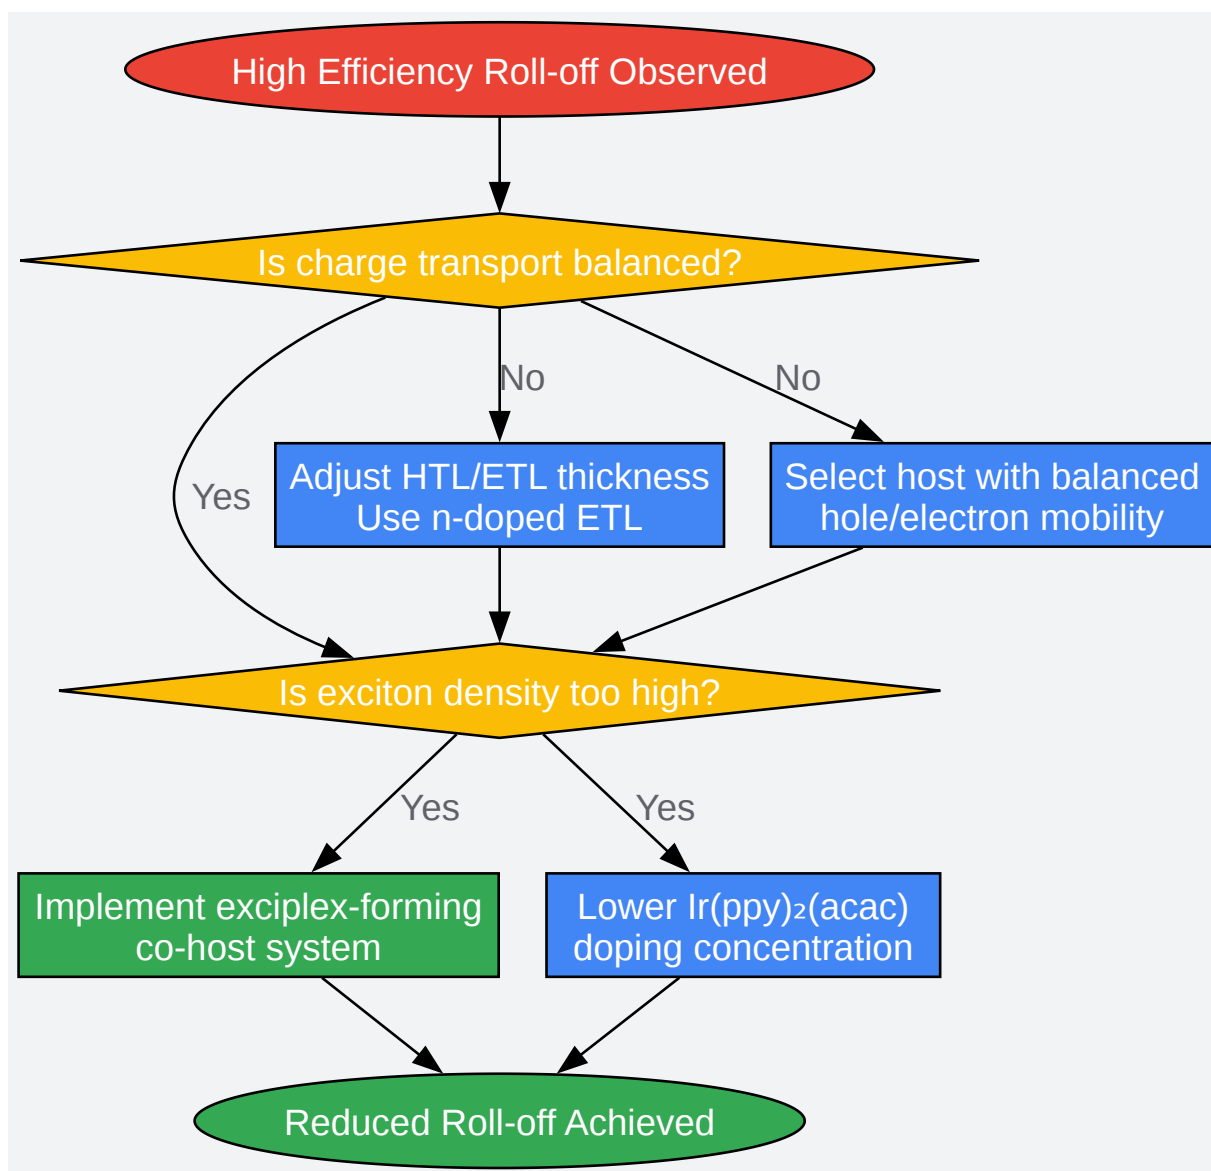 High Efficiency Roll-off Observed
Is charge transport balanced?
No
No
Adjust HTL/ETL thickness
Use n-doped ETL
Select host with balanced
hole/electron mobility
Yes
Is exciton density too high?
Yes
Yes
Implement exciplex-forming
co-host system
Lower Ir(ppy)₂(acac)
doping concentration
Reduced Roll-off Achieved